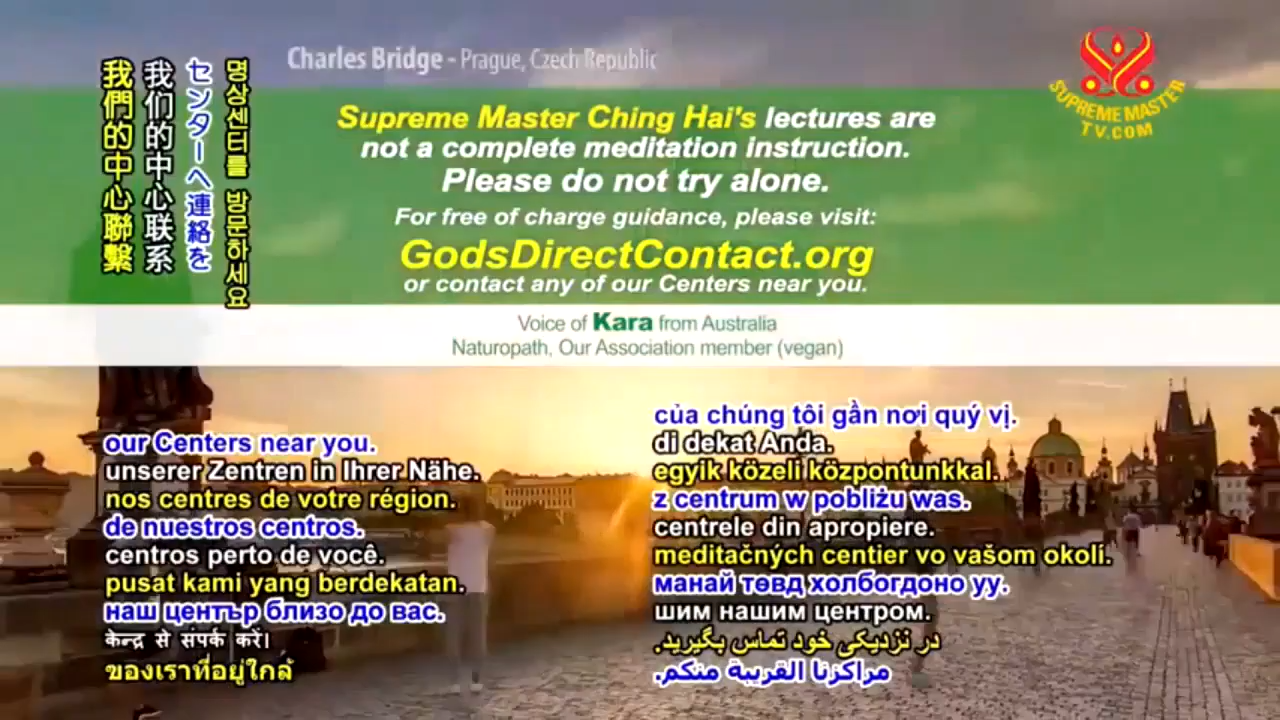 Charles Bridge - Prague, Czech Republic
SUPREME MASTER
TV.COM
我們的中心聯繫
我们的中心联系
センターへ連絡を
명상센터를 방문하세요
Supreme Master Ching Hai's lectures are
not a complete meditation instruction.
Please do not try alone.
For free of charge guidance, please visit:
GodsDirectContact.org
or contact any of our Centers near you.
Voice of Kara from Australia
Naturopath, Our Association member (vegan)
our Centers near you.
unserer Zentren in Ihrer Nähe.
nos centres de votre région.
de nuestros centros.
centros perto de você.
pusat kami yang berdekatan.
наш център близо до вас.
केन्द्र से संपर्क करें।
ของเราที่อยู่ใกล้
của chúng tôi gần nơi quý vị.
di dekat Anda.
egyik közeli központunkkal.
z centrum w pobliżu was.
centrele din apropiere.
meditačných centier vo vašom okolí.
манай төвд холбогдоно уу.
шим нашим центром.
در نزدیکی خود تماس بگیرید.
مراكزنا القريبة منكم.